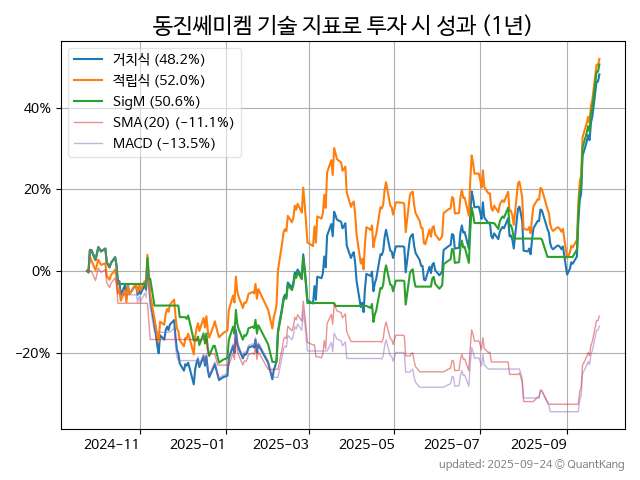 동진쎄미켐 기술 지표로 투자 시 성과 (1년)
거치식 (48.2%)
적립식 (52.0%)
SigM (50.6%)
SMA(20) (−11.1%)
MACD (−13.5%)
40%
20%
0%
−20%
2024-11 2025-01 2025-03 2025-05 2025-07 2025-09
updated: 2025-09-24 © QuantKang